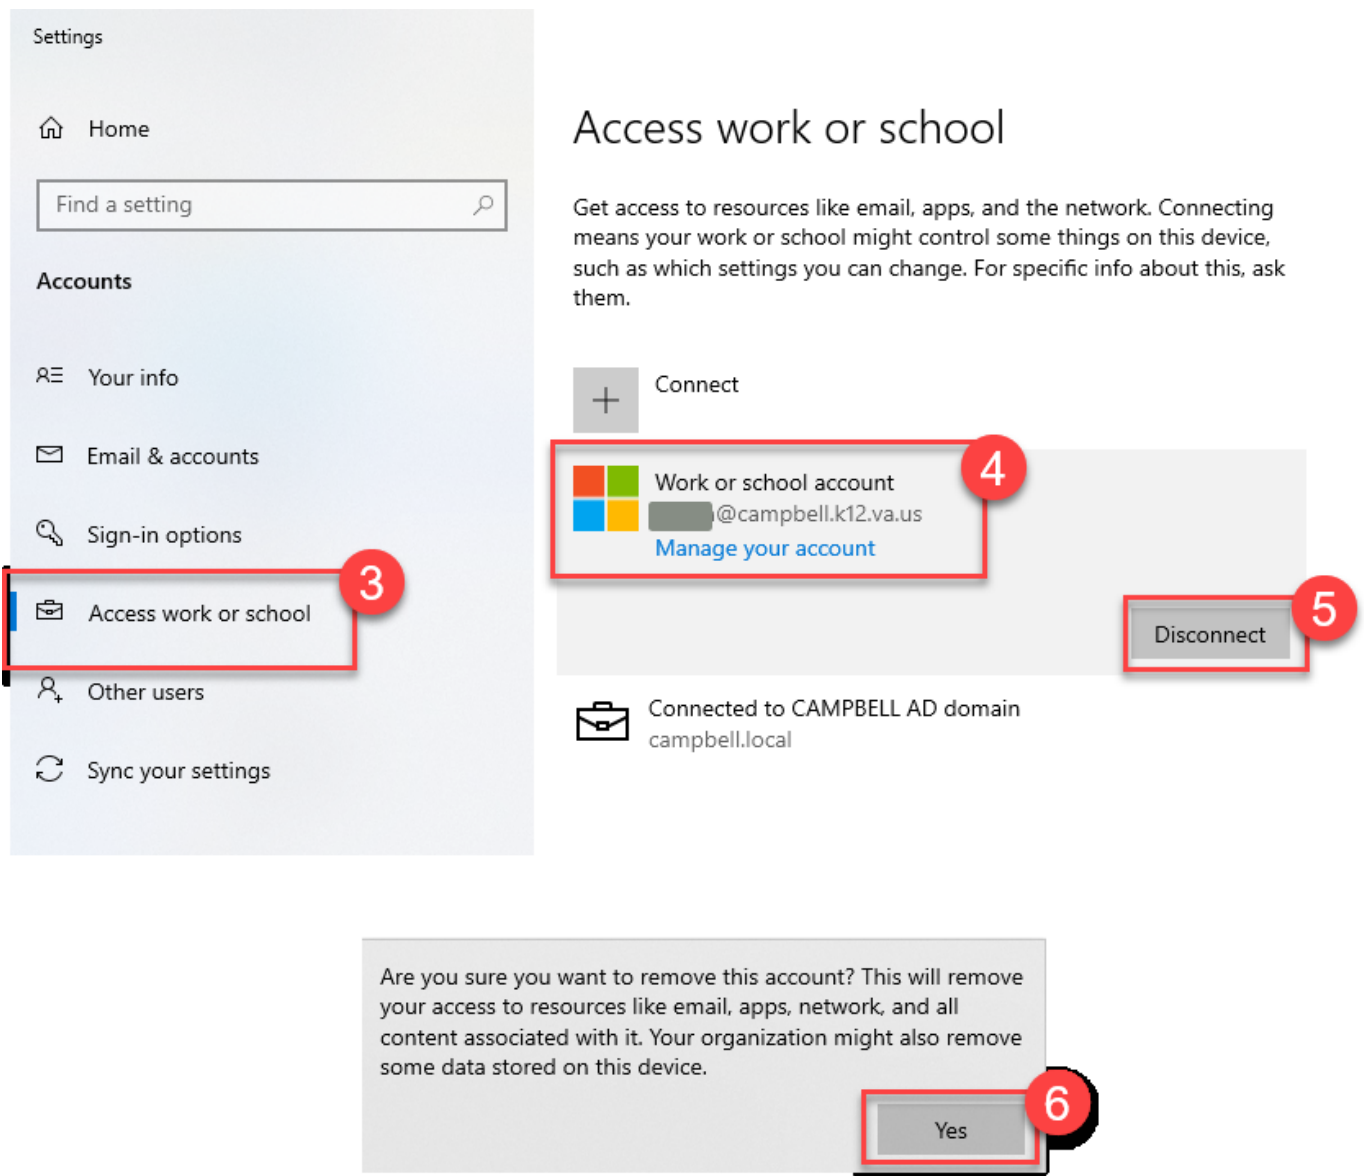 Settings
Home
Find a setting
Accounts
Your info
Email & accounts
Sign-in options
Access work or school
3
Other users
Sync your settings
Access work or school
Get access to resources like email, apps, and the network. Connecting
means your work or school might control some things on this device,
such as which settings you can change. For specific info about this, ask
them.
Connect
Work or school account
4
@campbell.k12.va.us
Manage your account
Disconnect
5
Connected to CAMPBELL AD domain
campbell.local
Are you sure you want to remove this account? This will remove
your access to resources like email, apps, network, and all
content associated with it. Your organization might also remove
some data stored on this device.
Yes
6